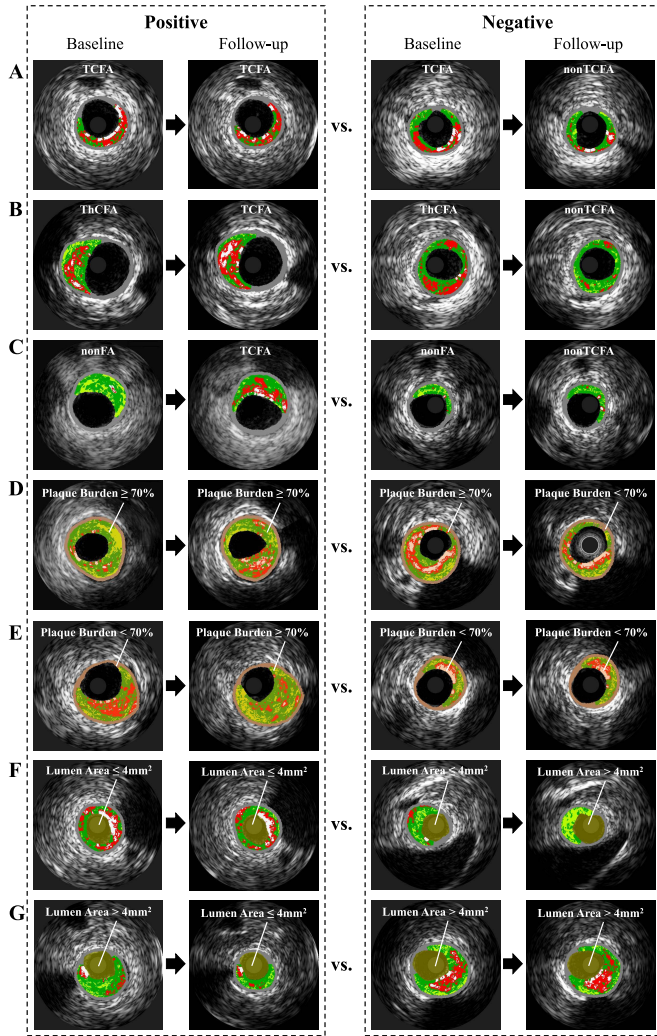 Positive Negative
Baseline Follow-up Baseline Follow-up
A TCFA TCFA vs. TCFA nonTCFA
B ThCFA TCFA vs. ThCFA nonTCFA
C nonFA TCFA vs. nonFA nonTCFA
D Plaque Burden ≥ 70% Plaque Burden ≥ 70% vs. Plaque Burden ≥ 70% Plaque Burden < 70%
E Plaque Burden < 70% Plaque Burden ≥ 70% vs. Plaque Burden < 70% Plaque Burden < 70%
F Lumen Area ≤ 4mm² Lumen Area ≤ 4mm² vs. Lumen Area ≤ 4mm² Lumen Area > 4mm²
G Lumen Area > 4mm² Lumen Area ≤ 4mm² vs. Lumen Area > 4mm² Lumen Area > 4mm²